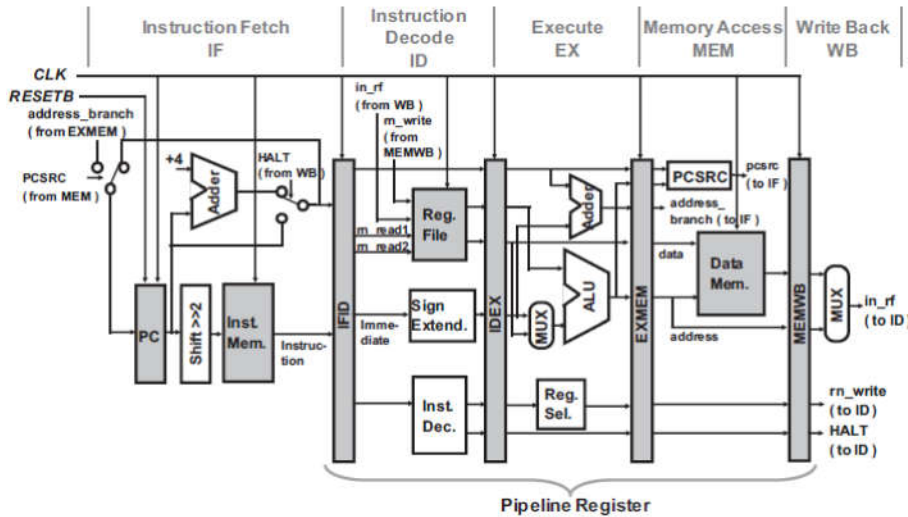 Instruction Fetch
IF
Instruction
Decode
ID
Execute
EX
Memory Access
MEM
Write Back
WB
CLK
RESETB
address_branch
( from EXMEM )
PCSRC
( from MEM )
+4
Adder
HALT
( from WB )
in_rf
( from WB )
rn_write
( from
MEMWB )
Reg.
File
rn_read1
rn_read2
PC
Shift >>2
Inst.
Mem.
Instruc-
tion
IFID
Imme-
diate
Sign
Extend.
Inst.
Dec.
IDEX
Adder
ALU
MUX
Reg.
Sel.
EXMEM
PCSRC
pcsrc
( to IF )
address_
branch ( to IF )
data
Data
Mem.
address
MEMWB
MUX
in_rf
( to ID )
rn_write
( to ID )
HALT
( to ID )
Pipeline Register